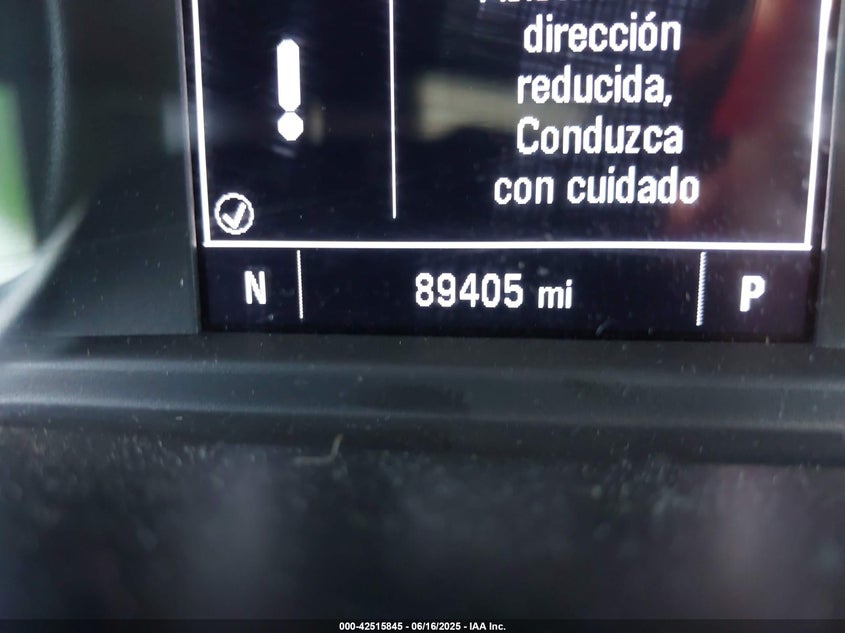 dirección
reducida,
Conduzca
con cuidado
N 89405 mi P
000-42515845 - 06/16/2025 - IAA Inc.